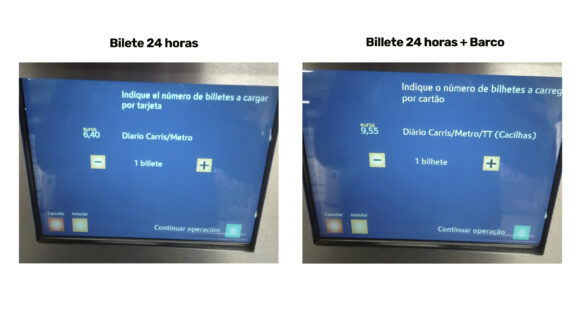 Bilete 24 horas
Indique el número de billetes a cargar
por tarjeta
euros
6,40
Diario Carris/Metro
1 billete
Cancelar
Anterior
Continuar operación
Billete 24 horas + Barco
Indique o número de bilhetes a carreg
por cartão
euros
9,55
Diário Carris/Metro/TT (Cacilhas)
1 bilhete
Cancelar
Anterior
Continuar operação